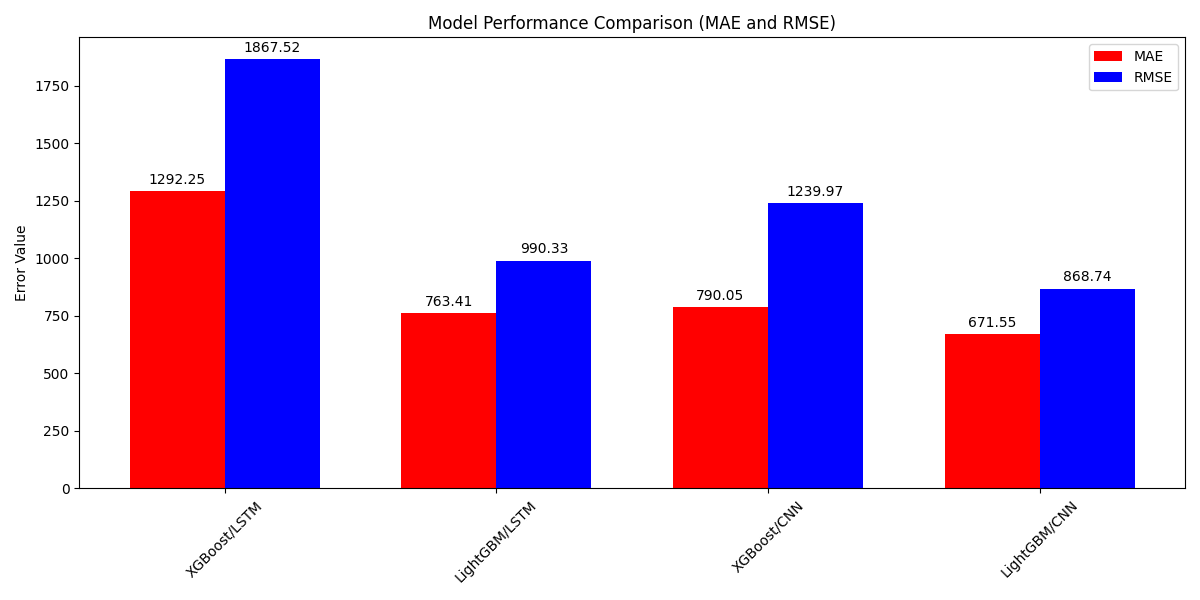 Model Performance Comparison (MAE and RMSE)
MAE
RMSE
Error Value
1750
1500
1250
1000
750
500
250
0
1292.25
1867.52
763.41
990.33
790.05
1239.97
671.55
868.74
XGBoost/LSTM
LightGBM/LSTM
XGBoost/CNN
LightGBM/CNN